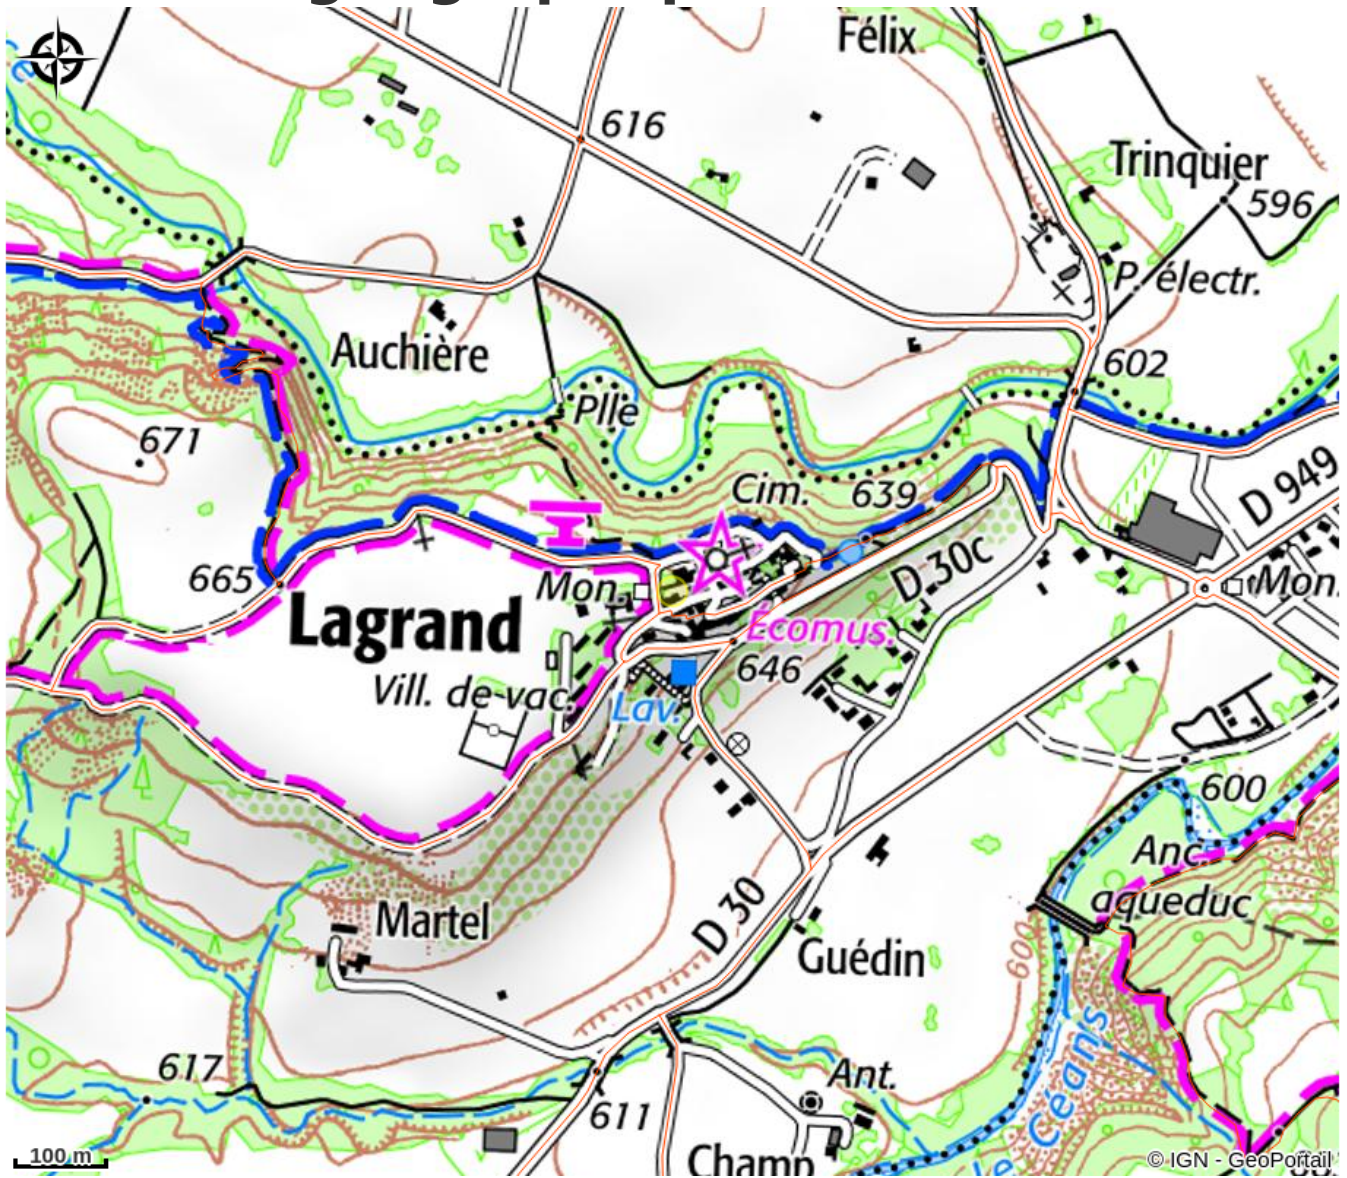 Félix
616
Trinquier
596
P. électr.
Auchière
602
Plle
671
Cim.
639
D 949
665
Mon.
D 30c
Mon.
Lagrand
Écomus.
646
Vill. de vac.
Lav.
600
Anc.
aqueduc
Martel
D 30
Guédin
600
le Céans
617
Ant.
611
Champ
100 m
© IGN - GeoPortail